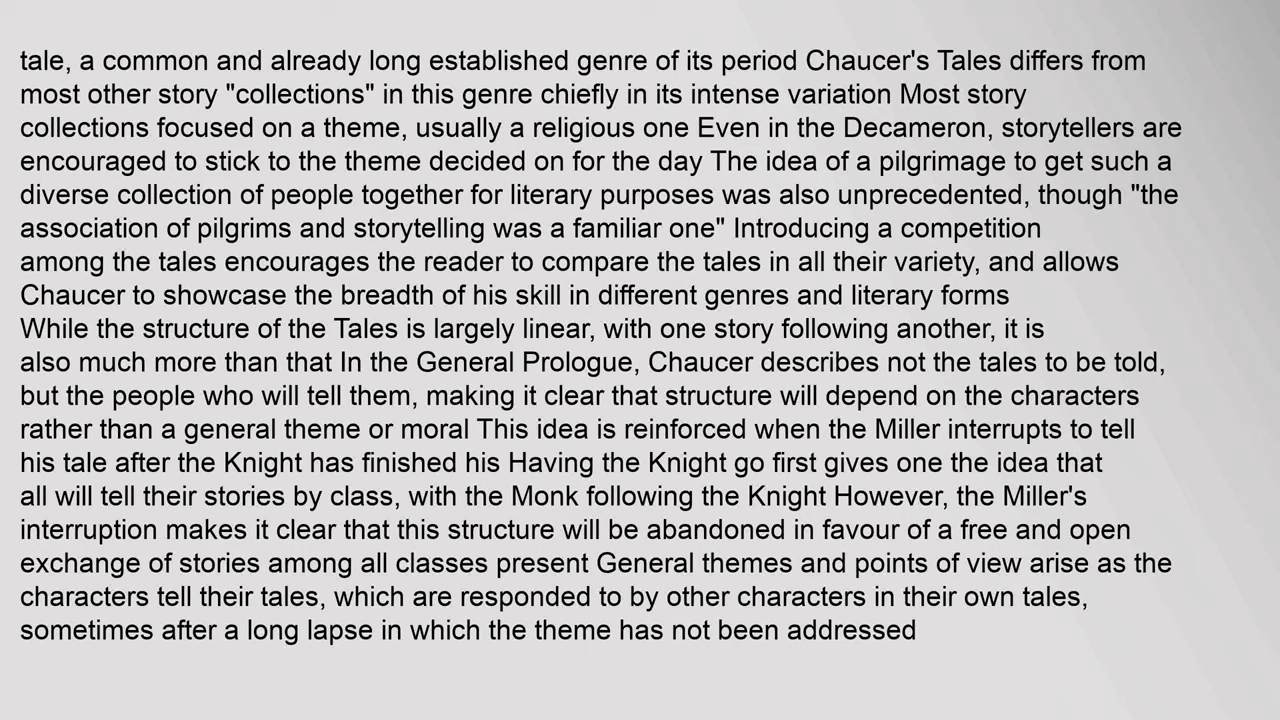 tale, a common and already long established genre of its period Chaucer's Tales differs from
most other story "collections" in this genre chiefly in its intense variation Most story
collections focused on a theme, usually a religious one Even in the Decameron, storytellers are
encouraged to stick to the theme decided on for the day The idea of a pilgrimage to get such a
diverse collection of people together for literary purposes was also unprecedented, though "the
association of pilgrims and storytelling was a familiar one" Introducing a competition
among the tales encourages the reader to compare the tales in all their variety, and allows
Chaucer to showcase the breadth of his skill in different genres and literary forms
While the structure of the Tales is largely linear, with one story following another, it is
also much more than that In the General Prologue, Chaucer describes not the tales to be told,
but the people who will tell them, making it clear that structure will depend on the characters
rather than a general theme or moral This idea is reinforced when the Miller interrupts to tell
his tale after the Knight has finished his Having the Knight go first gives one the idea that
all will tell their stories by class, with the Monk following the Knight However, the Miller's
interruption makes it clear that this structure will be abandoned in favour of a free and open
exchange of stories among all classes present General themes and points of view arise as the
characters tell their tales, which are responded to by other characters in their own tales,
sometimes after a long lapse in which the theme has not been addressed